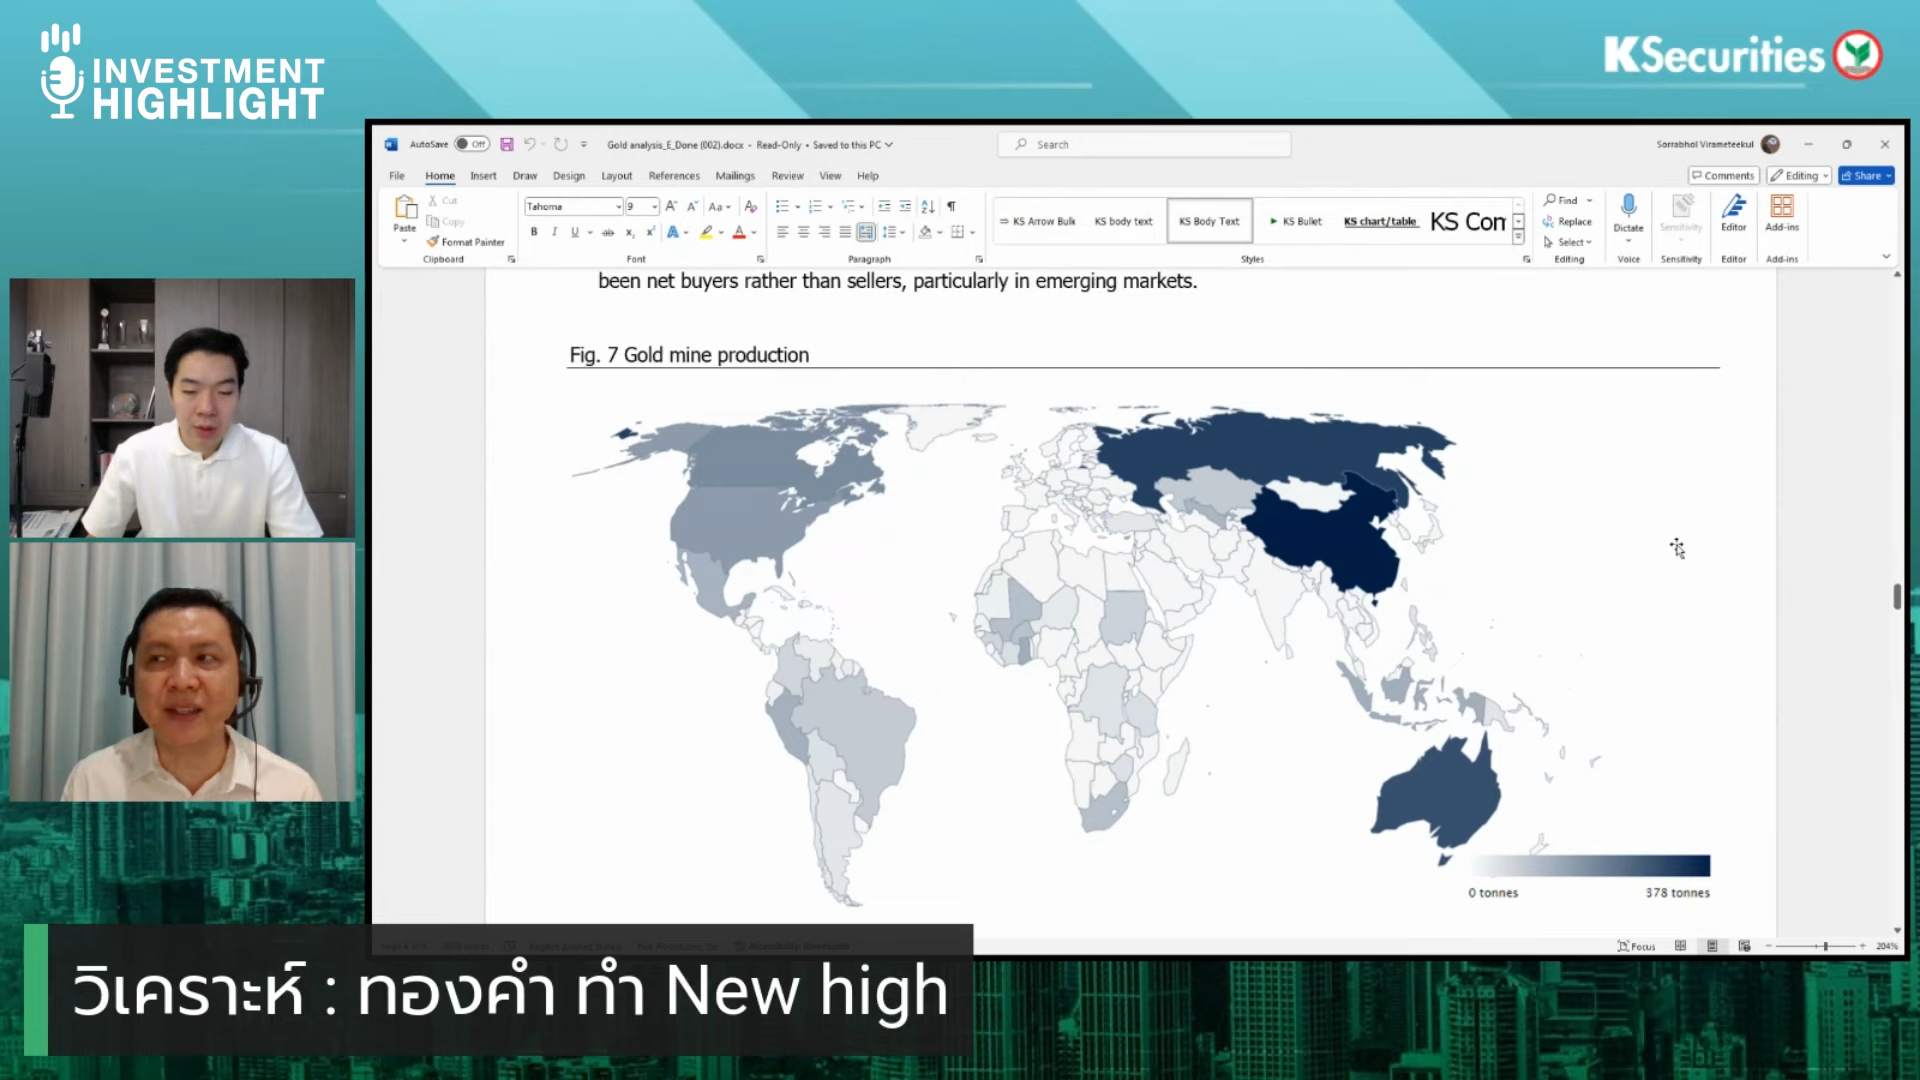 INVESTMENT
HIGHLIGHT
KSecurities
AutoSave Off
Gold analysis_E_Done (002).docx - Read-Only • Saved to this PC
Search
Sorrabhol Virameteekul
File Home Insert Draw Design Layout References Mailings Review View Help
Comments Editing Share
Paste
Cut
Copy
Format Painter
Clipboard
Tahoma 9
Font
Paragraph
KS Arrow Bulk KS body text KS Body Text KS Bullet KS chart/table KS Com
Styles
Find
Replace
Select
Editing
Dictate
Voice
Sensitivity
Sensitivity
Editor
Editor
Add-ins
Add-ins
been net buyers rather than sellers, particularly in emerging markets.
Fig. 7 Gold mine production
0 tonnes 378 tonnes
Focus 204%
วิเคราะห์ : ทองคำ ทำ New high